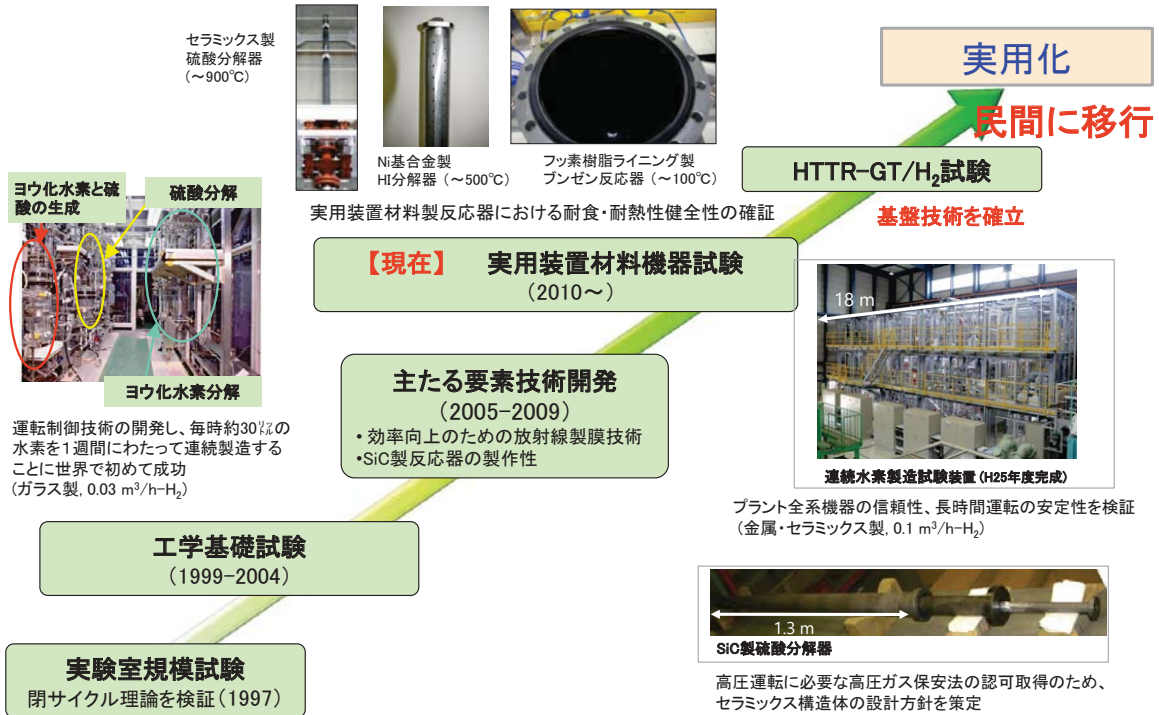 セラミックス製
硫酸分解器
（～900℃）
Ni基合金製
HI分解器（～500℃）
フッ素樹脂ライニング製
ブンゼン反応器（～100℃）
実用装置材料製反応器における耐食・耐熱性健全性の確証
実用化
民間に移行
HTTR-GT/H₂試験
基盤技術を確立
ヨウ化水素と硫
酸の生成
硫酸分解
ヨウ化水素分解
運転制御技術の開発し、毎時約30㍑の
水素を１週間にわたって連続製造する
ことに世界で初めて成功
(ガラス製, 0.03 m³/h-H₂)
【現在】　実用装置材料機器試験
（2010～）
主たる要素技術開発
（2005-2009）
・効率向上のための放射線製膜技術
・SiC製反応器の製作性
18 m
連続水素製造試験装置 (H25年度完成)
プラント全系機器の信頼性、長時間運転の安定性を検証
（金属・セラミックス製, 0.1 m³/h-H₂）
工学基礎試験
（1999-2004）
1.3 m
SiC製硫酸分解器
高圧運転に必要な高圧ガス保安法の認可取得のため、
セラミックス構造体の設計方針を策定
実験室規模試験
閉サイクル理論を検証（1997）